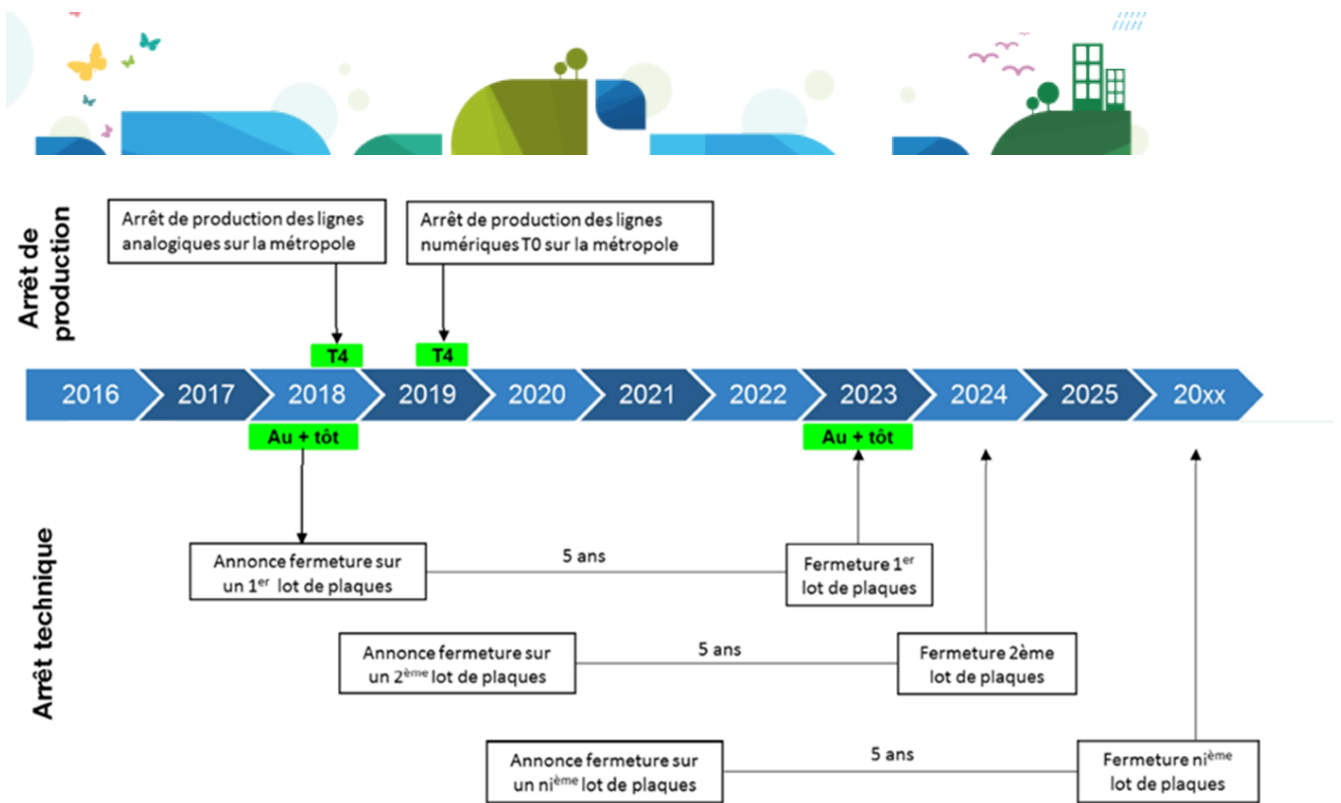 Arrêt de
production
Arrêt de production des lignes
analogiques sur la métropole
Arrêt de production des lignes
numériques T0 sur la métropole
T4
T4
2016
2017
2018
2019
2020
2021
2022
2023
2024
2025
20xx
Au + tôt
Au + tôt
Arrêt technique
Annonce fermeture sur
un 1er lot de plaques
5 ans
Fermeture 1er
lot de plaques
Annonce fermeture sur
un 2ème lot de plaques
5 ans
Fermeture 2ème
lot de plaques
Annonce fermeture sur
un nième lot de plaques
5 ans
Fermeture nième
lot de plaques